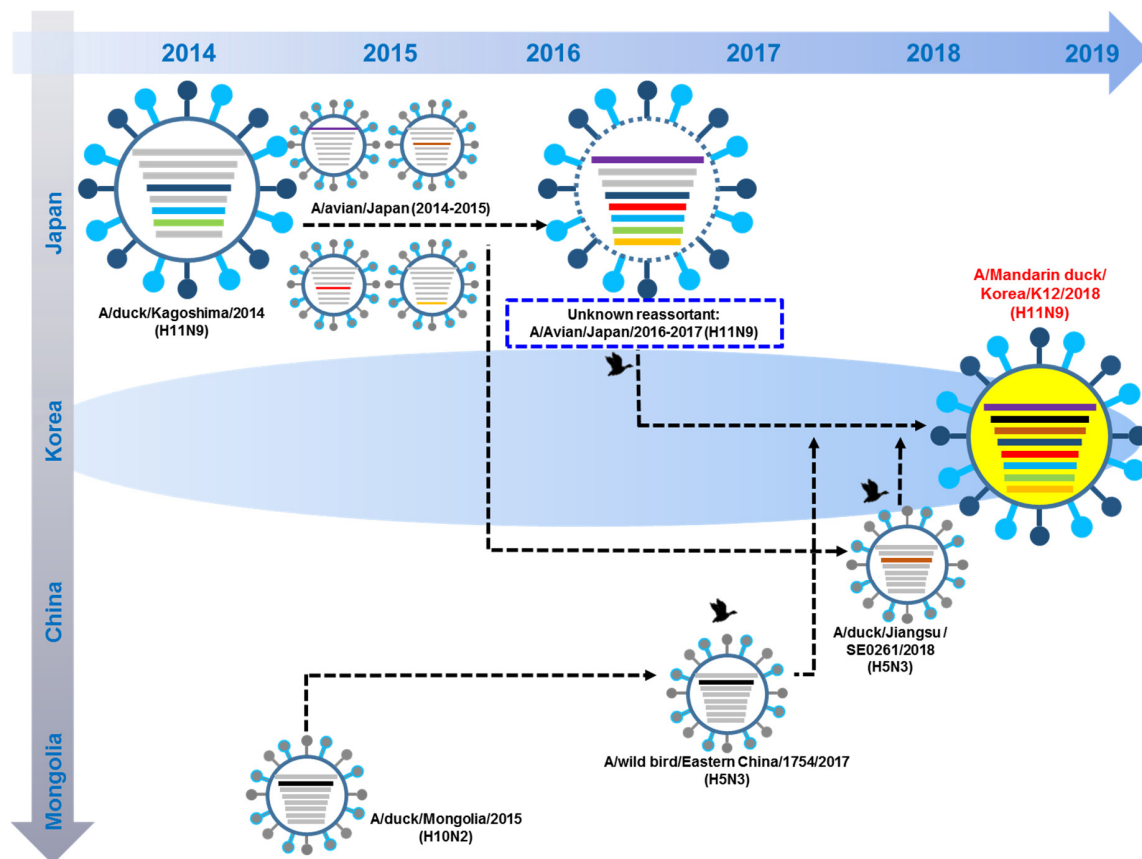 2014
2015
2016
2017
2018
2019
Japan
Korea
China
Mongolia
A/duck/Kagoshima/2014
(H11N9)
A/avian/Japan (2014-2015)
Unknown reassortant:
A/Avian/Japan/2016-2017 (H11N9)
A/Mandarin duck/
Korea/K12/2018
(H11N9)
A/duck/Jiangsu/
SE0261/2018
(H5N3)
A/wild bird/Eastern China/1754/2017
(H5N3)
A/duck/Mongolia/2015
(H10N2)